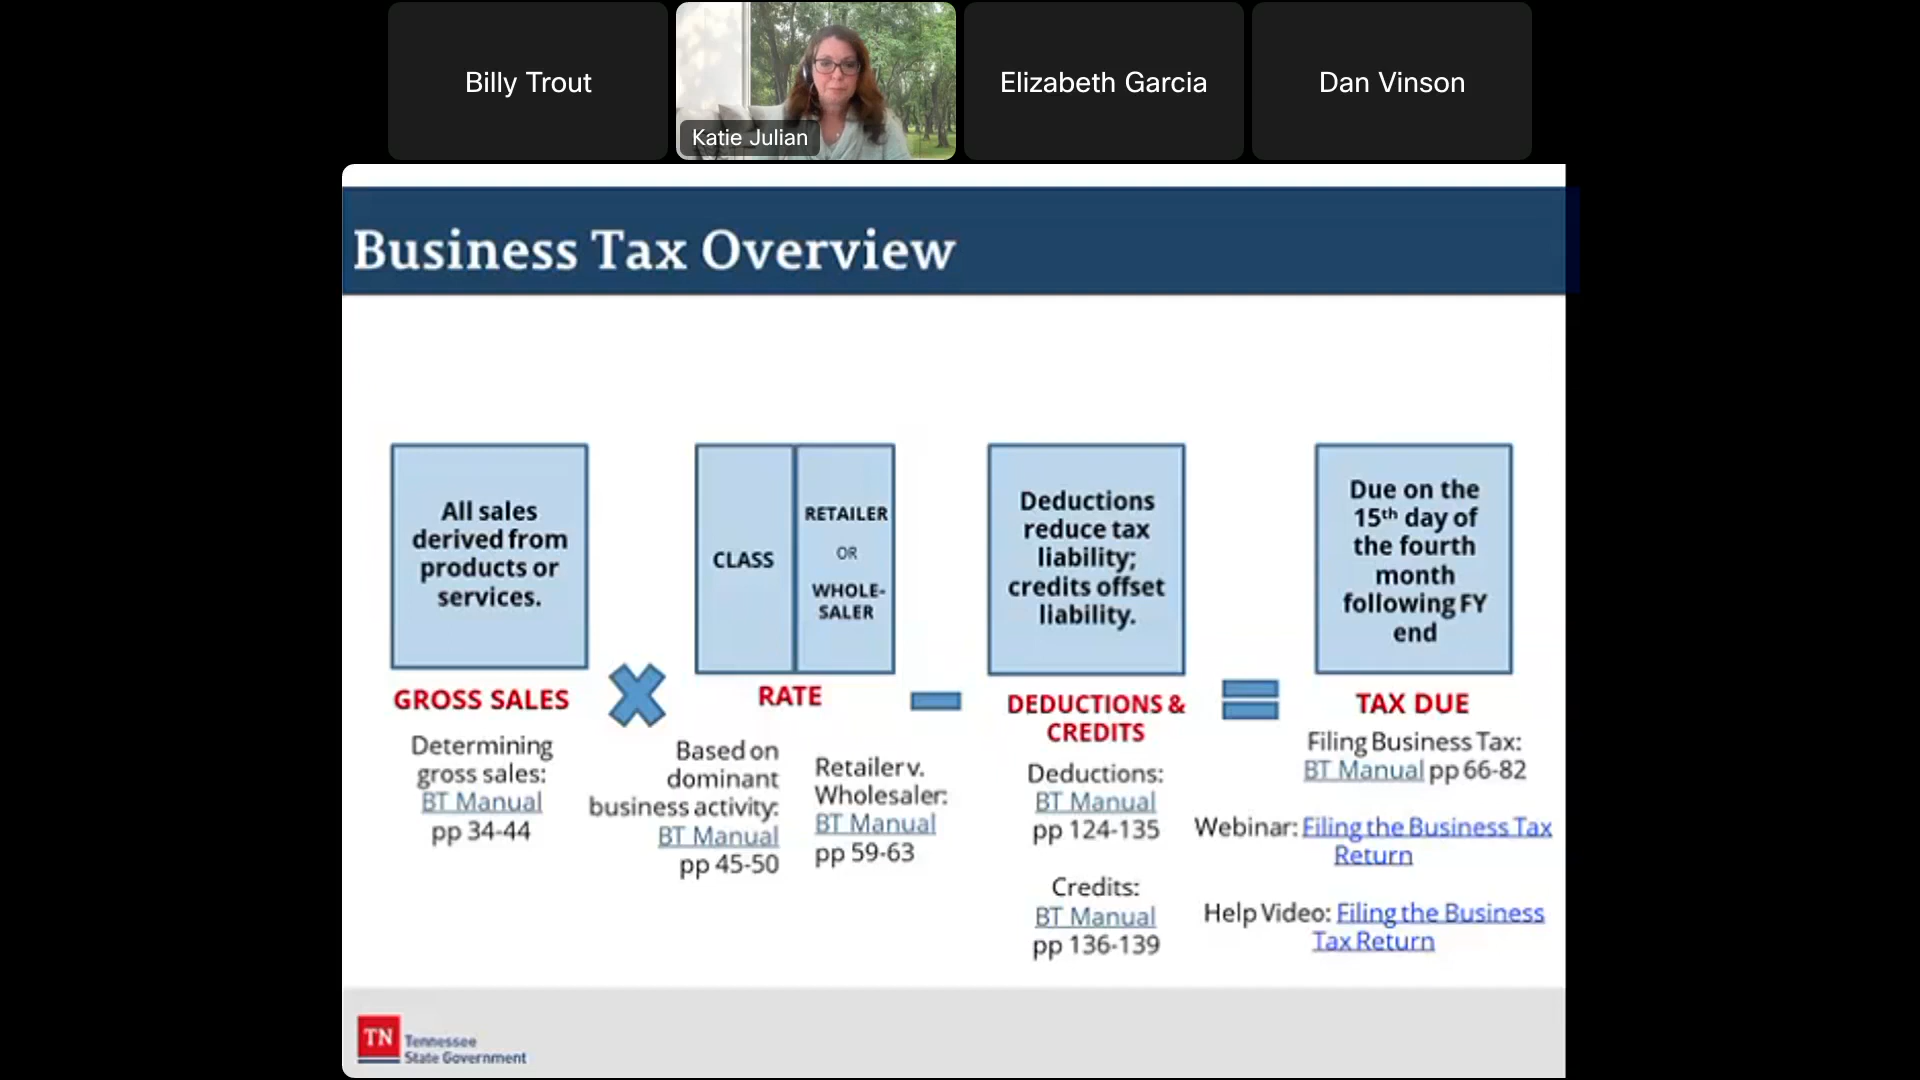 Billy Trout
Katie Julian
Elizabeth Garcia
Dan Vinson
Business Tax Overview
All sales
derived from
products or
services.
GROSS SALES
Determining
gross sales:
BT Manual
pp 34-44
CLASS
RETAILER
OR
WHOLE-
SALER
RATE
Based on
dominant
business activity:
BT Manual
pp 45-50
Retailer v.
Wholesaler:
BT Manual
pp 59-63
Deductions
reduce tax
liability;
credits offset
liability.
DEDUCTIONS &
CREDITS
Deductions:
BT Manual
pp 124-135
Credits:
BT Manual
pp 136-139
Due on the
15th day of
the fourth
month
following FY
end
TAX DUE
Filing Business Tax:
BT Manual pp 66-82
Webinar: Filing the Business Tax
Return
Help Video: Filing the Business
Tax Return
TN
Tennessee
State Government